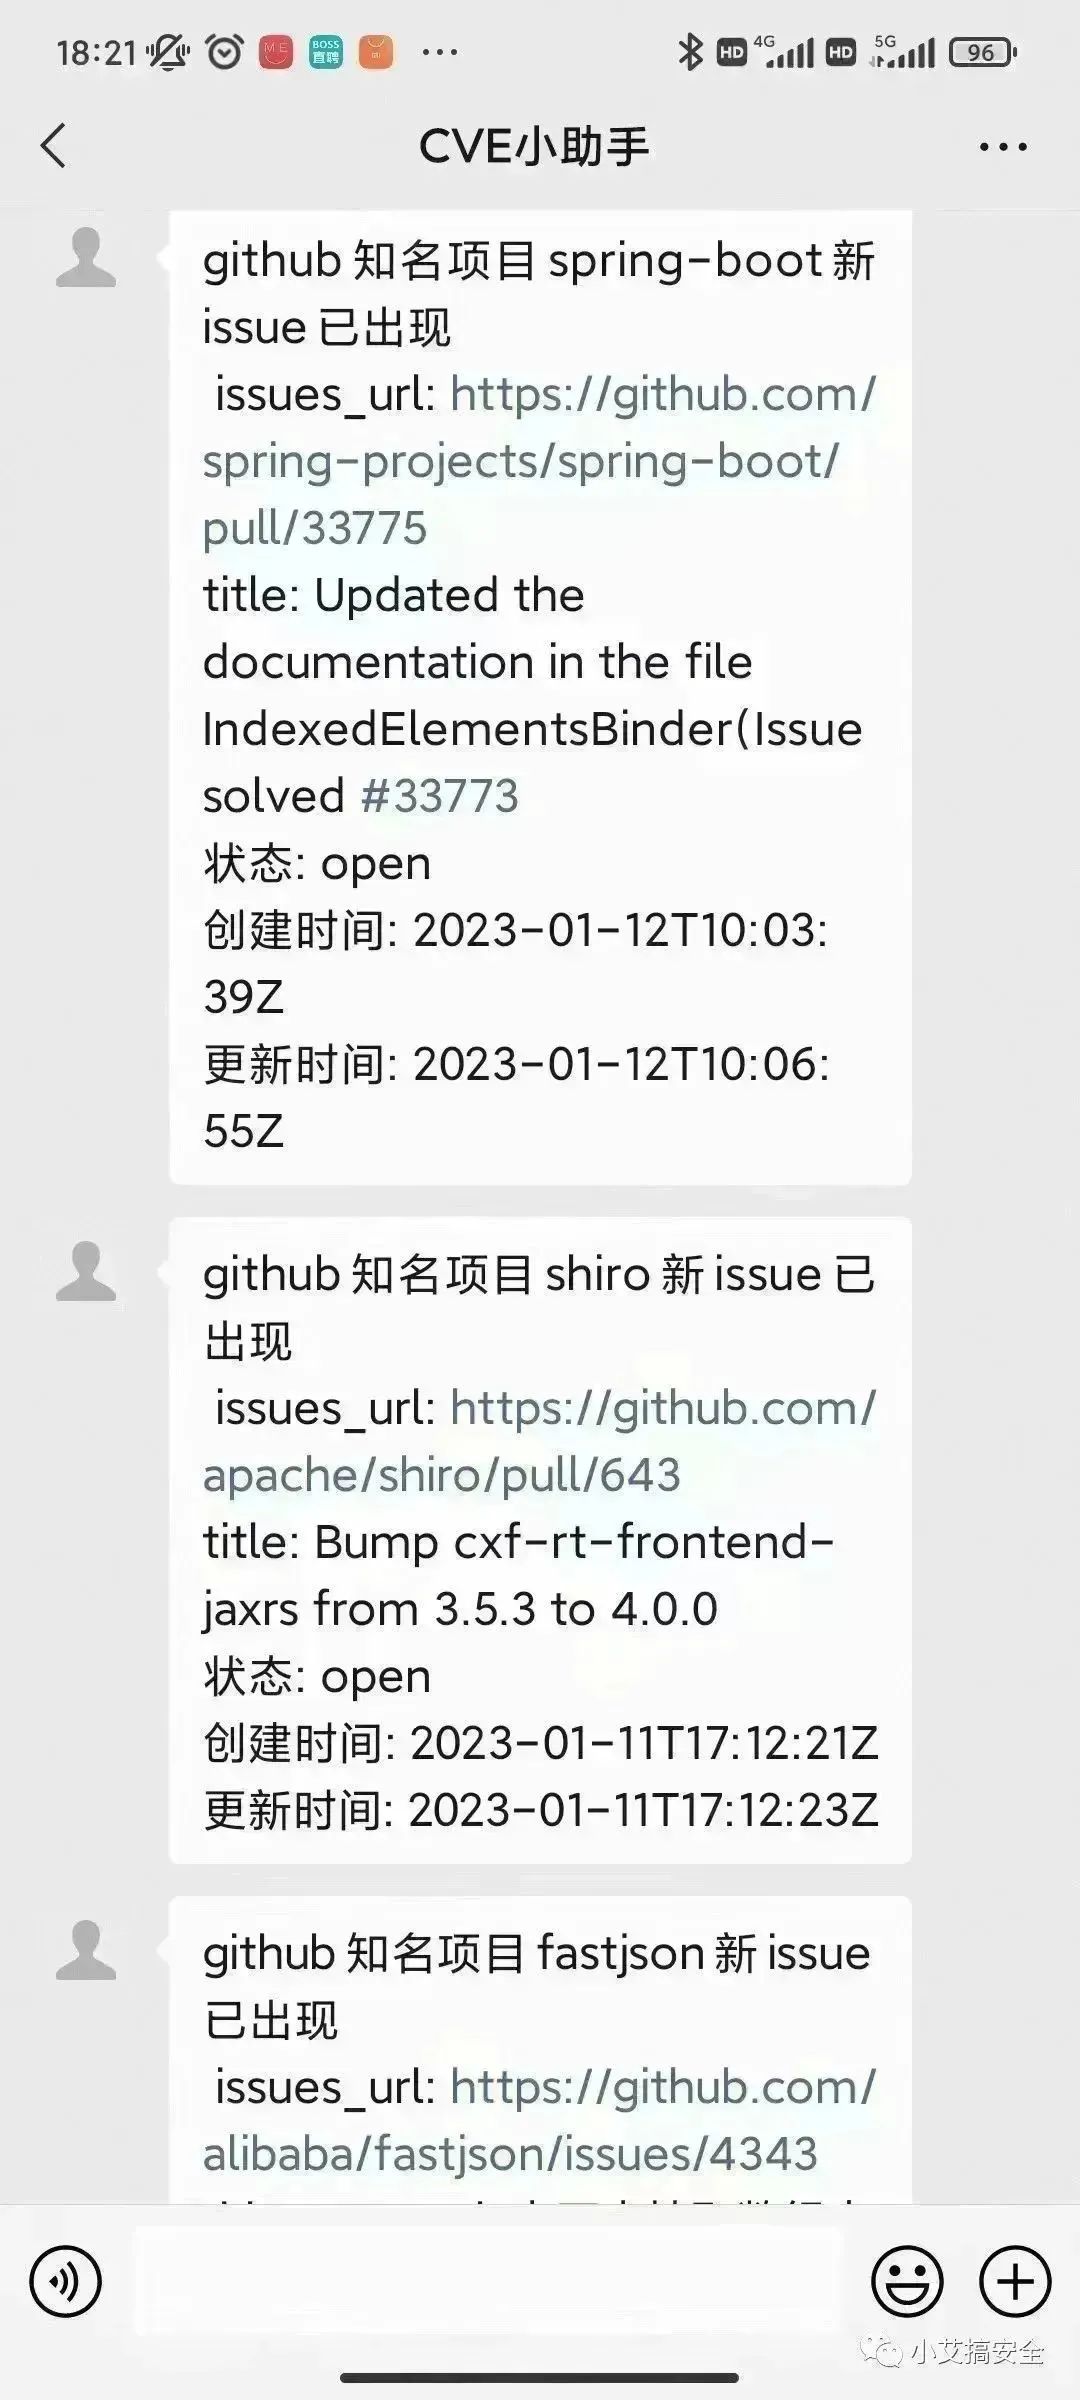 18:21
ME
BOSS
直聘
HD 4G HD 5G 96
CVE小助手
github 知名项目 spring-boot 新
issue 已出现
issues_url: https://github.com/
spring-projects/spring-boot/
pull/33775
title: Updated the
documentation in the file
IndexedElementsBinder(Issue
solved #33773
状态: open
创建时间: 2023-01-12T10:03:
39Z
更新时间: 2023-01-12T10:06:
55Z
github 知名项目 shiro 新 issue 已
出现
issues_url: https://github.com/
apache/shiro/pull/643
title: Bump cxf-rt-frontend-
jaxrs from 3.5.3 to 4.0.0
状态: open
创建时间: 2023-01-11T17:12:21Z
更新时间: 2023-01-11T17:12:23Z
github 知名项目 fastjson 新 issue
已出现
issues_url: https://github.com/
alibaba/fastjson/issues/4343
小艾搞安全